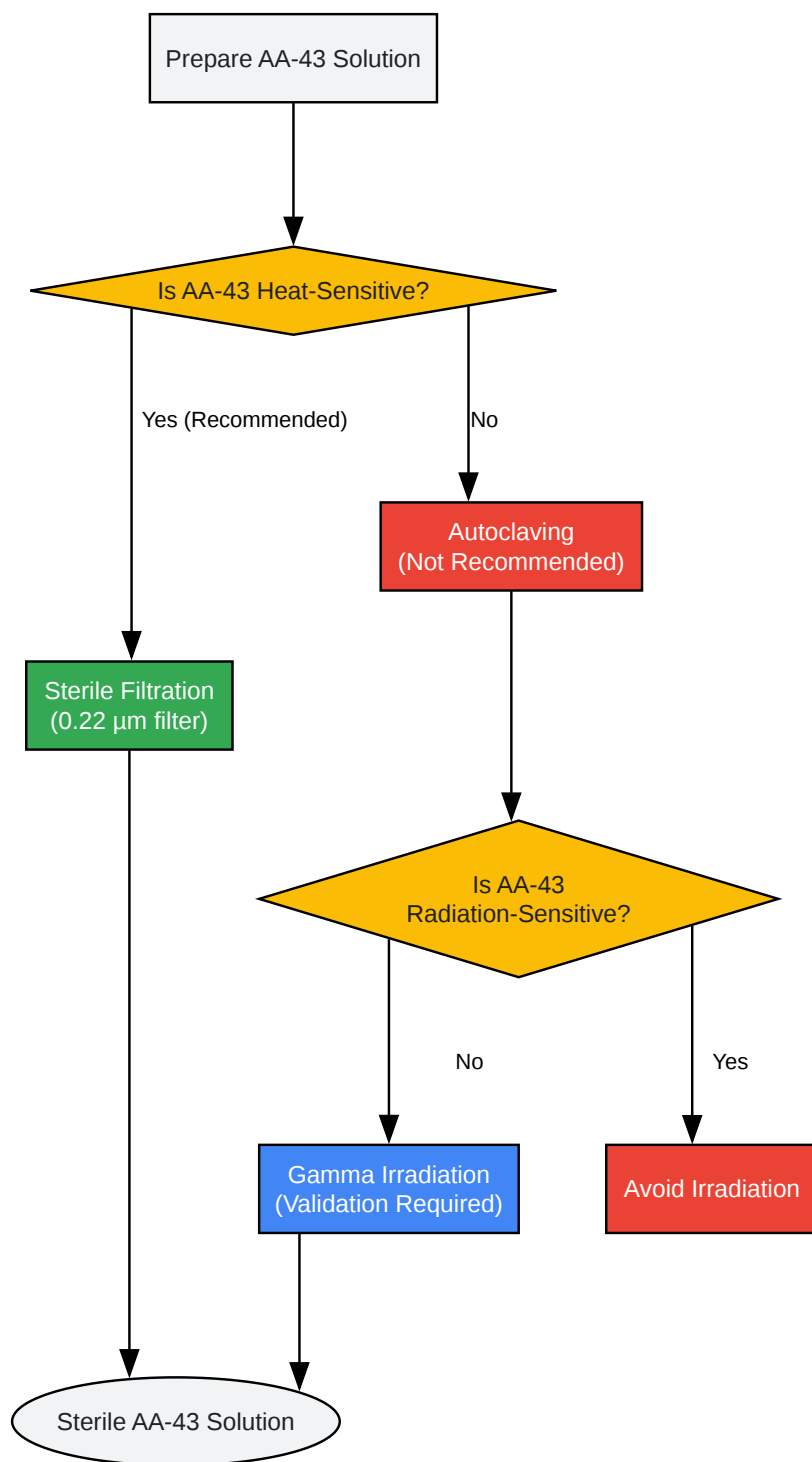 Prepare AA-43 Solution
Is AA-43 Heat-Sensitive?
Yes (Recommended)
No
Autoclaving
(Not Recommended)
Sterile Filtration
(0.22 µm filter)
Is AA-43
Radiation-Sensitive?
No
Yes
Gamma Irradiation
(Validation Required)
Avoid Irradiation
Sterile AA-43 Solution